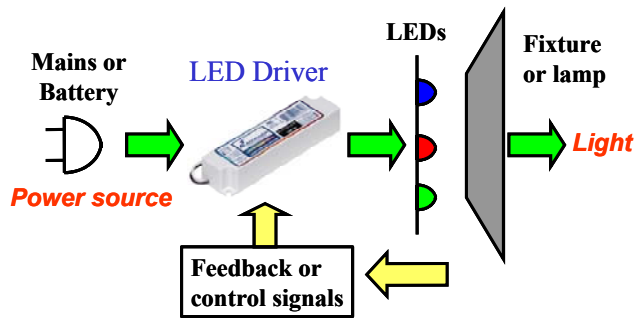 Mains or
Battery
Power source
LED Driver
LEDs
Fixture
or lamp
Light
Feedback or
control signals